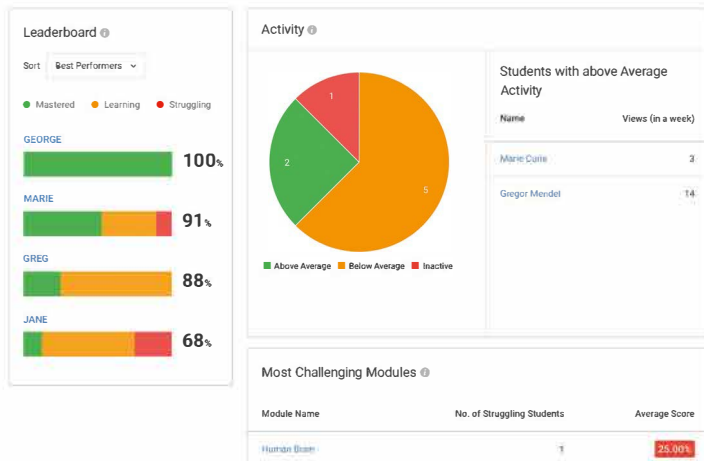 Leaderboard
Sort Best Performers
Mastered Learning Struggling
GEORGE
100%
MARIE
91%
GREG
88%
JANE
68%
Activity
1
2
5
Above Average Below Average Inactive
Students with above Average
Activity
Name Views (in a week)
Marie Curie 3
Gregor Mendel 14
Most Challenging Modules
Module Name No. of Struggling Students Average Score
Human Brain 1 25.00%